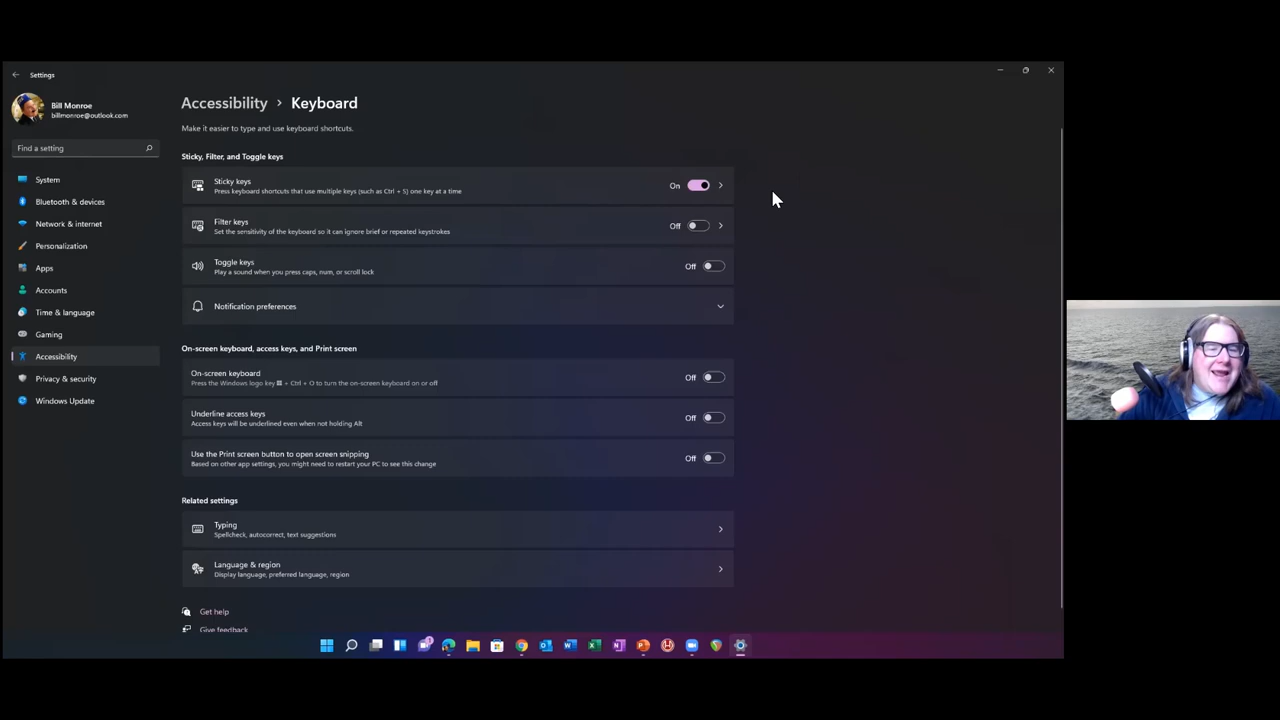 Settings
Bill Monroe
billmonroe@outlook.com
Find a setting
System
Bluetooth & devices
Network & internet
Personalization
Apps
Accounts
Time & language
Gaming
Accessibility
Privacy & security
Windows Update
Accessibility > Keyboard
Make it easier to type and use keyboard shortcuts.
Sticky, Filter, and Toggle keys
Sticky keys
Press keyboard shortcuts that use multiple keys (such as Ctrl + S) one key at a time
On
Filter keys
Set the sensitivity of the keyboard so it can ignore brief or repeated keystrokes
Off
Toggle keys
Play a sound when you press caps, num, or scroll lock
Off
Notification preferences
On-screen keyboard, access keys, and Print screen
On-screen keyboard
Press the Windows logo key + Ctrl + O to turn the on-screen keyboard on or off
Off
Underline access keys
Access keys will be underlined even when not holding Alt
Off
Use the Print screen button to open screen snipping
Based on other app settings, you might need to restart your PC to see this change
Off
Related settings
Typing
Spellcheck, autocorrect, text suggestions
Language & region
Display language, preferred language, region
Get help
Give feedback